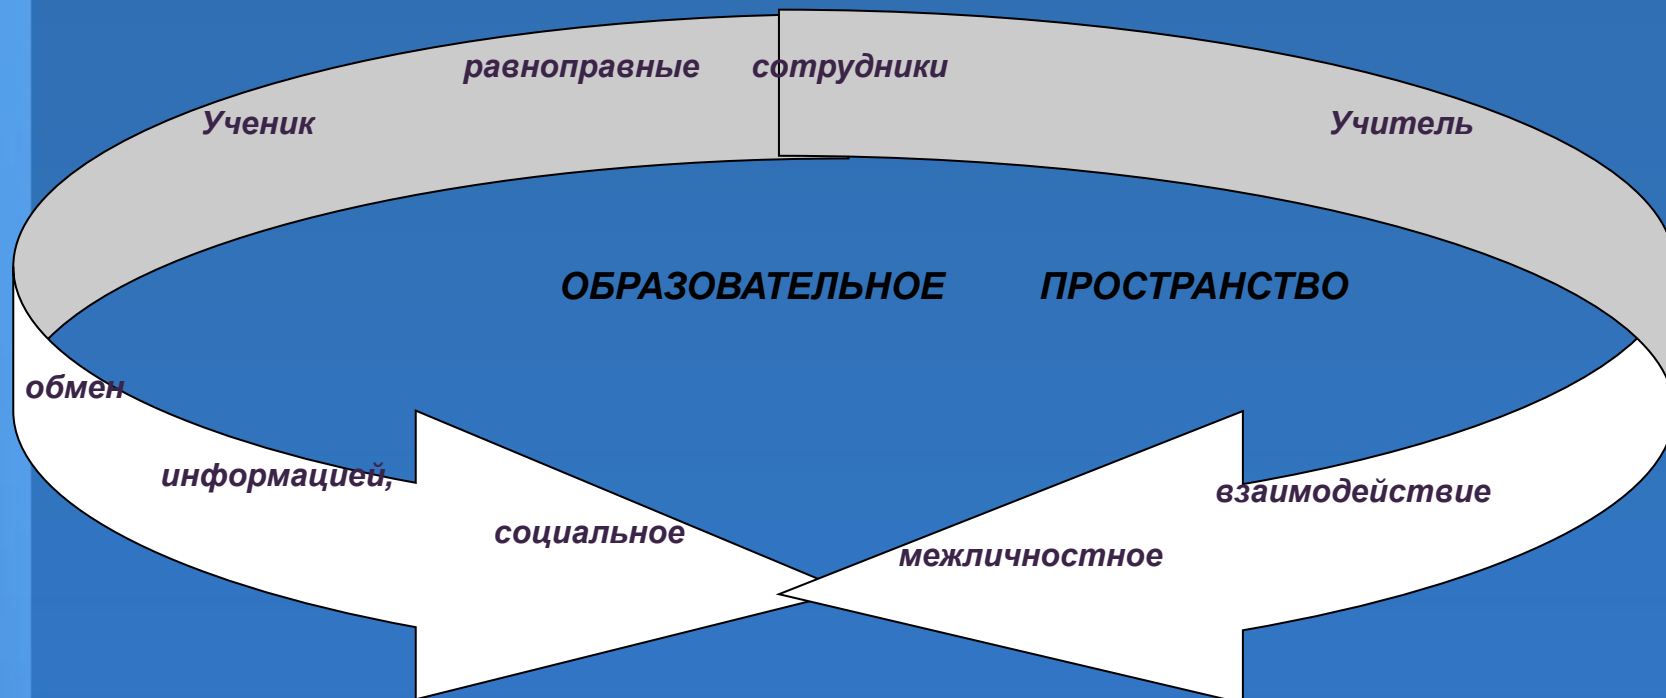 равноправные сотрудники
Ученик
Учитель
ОБРАЗОВАТЕЛЬНОЕ ПРОСТРАНСТВО
обмен
информацией,
социальное
межличностное
взаимодействие